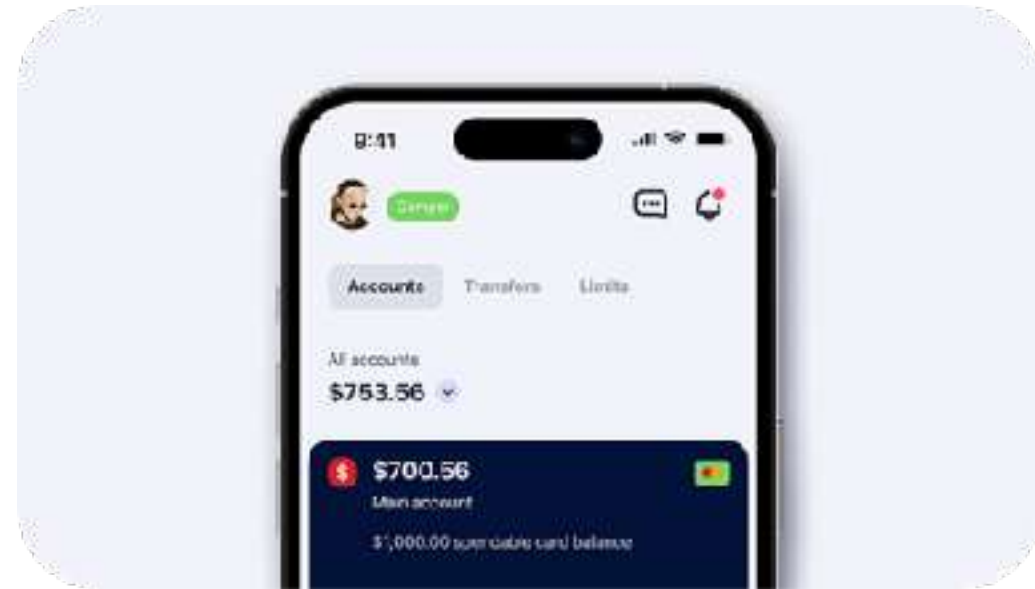 9:41
Accounts Transfers Limits
All accounts
$753.56
$ $700.56
Main account
$1,000.00 spendable card balance